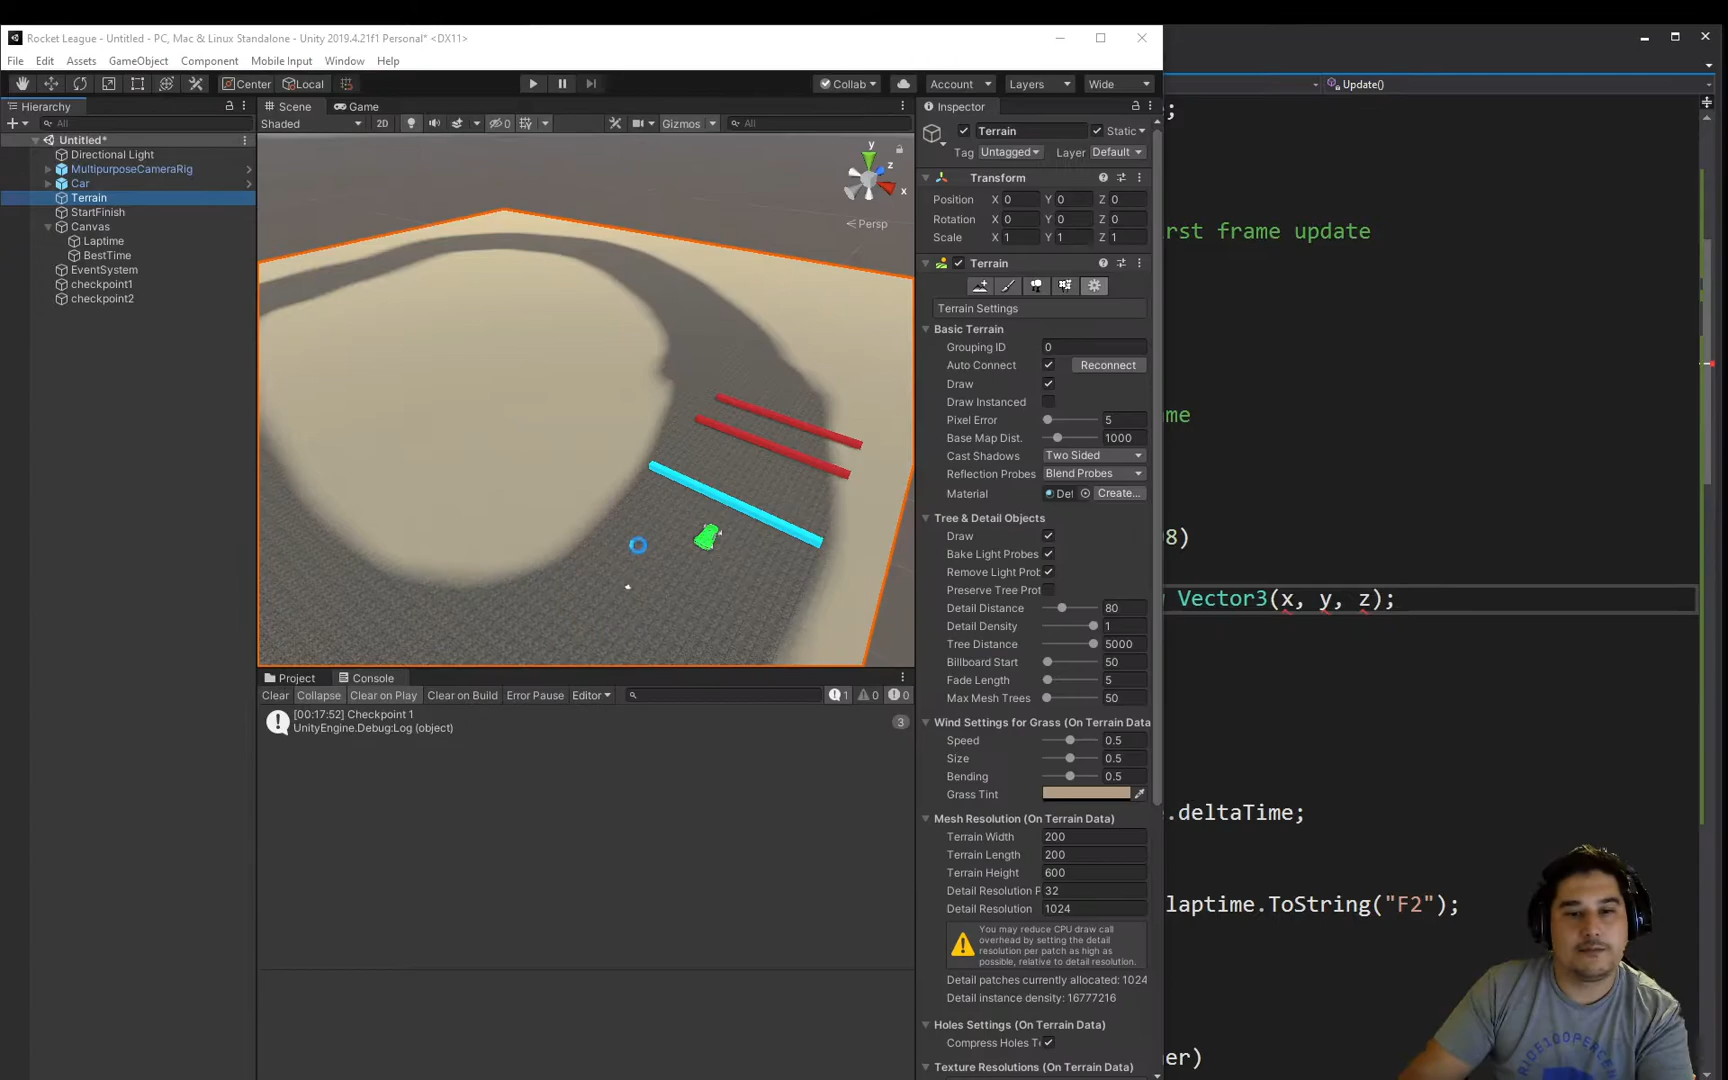 Rocket League - Untitled - PC, Mac & Linux Standalone - Unity 2019.4.21f1 Personal* <DX11>
File Edit Assets GameObject Component Mobile Input Window Help
Center Local Collab Account Layers Wide
Update()
Hierarchy
All
Untitled*
Directional Light
MultipurposeCameraRig
Car
Terrain
StartFinish
Canvas
Laptime
BestTime
EventSystem
checkpoint1
checkpoint2
Scene Game
Shaded 2D 0 Gizmos All
y
z
x
Persp
Project Console
Clear Collapse Clear on Play Clear on Build Error Pause Editor 1 0 0
[00:17:52] Checkpoint 1
UnityEngine.Debug:Log (object)
3
Inspector
Terrain Static
Tag Untagged Layer Default
Transform
Position X 0 Y 0 Z 0
Rotation X 0 Y 0 Z 0
Scale X 1 Y 1 Z 1
Terrain
Terrain Settings
Basic Terrain
Grouping ID 0
Auto Connect Reconnect
Draw
Draw Instanced
Pixel Error 5
Base Map Dist. 1000
Cast Shadows Two Sided
Reflection Probes Blend Probes
Material Def Create...
Tree & Detail Objects
Draw
Bake Light Probes
Remove Light Prob
Preserve Tree Prot
Detail Distance 80
Detail Density 1
Tree Distance 5000
Billboard Start 50
Fade Length 5
Max Mesh Trees 50
Wind Settings for Grass (On Terrain Data
Speed 0.5
Size 0.5
Bending 0.5
Grass Tint
Mesh Resolution (On Terrain Data)
Terrain Width 200
Terrain Length 200
Terrain Height 600
Detail Resolution P 32
Detail Resolution 1024
You may reduce CPU draw call
overhead by setting the detail
resolution per patch as high as
possible, relative to detail resolution.
Detail patches currently allocated: 1024
Detail instance density: 16777216
Holes Settings (On Terrain Data)
Compress Holes T
Texture Resolutions (On Terrain Data)
;
rst frame update
me
8)
Vector3(x, y, z);
.deltaTime;
laptime.ToString("F2");
er)
RIDE100PERCENT